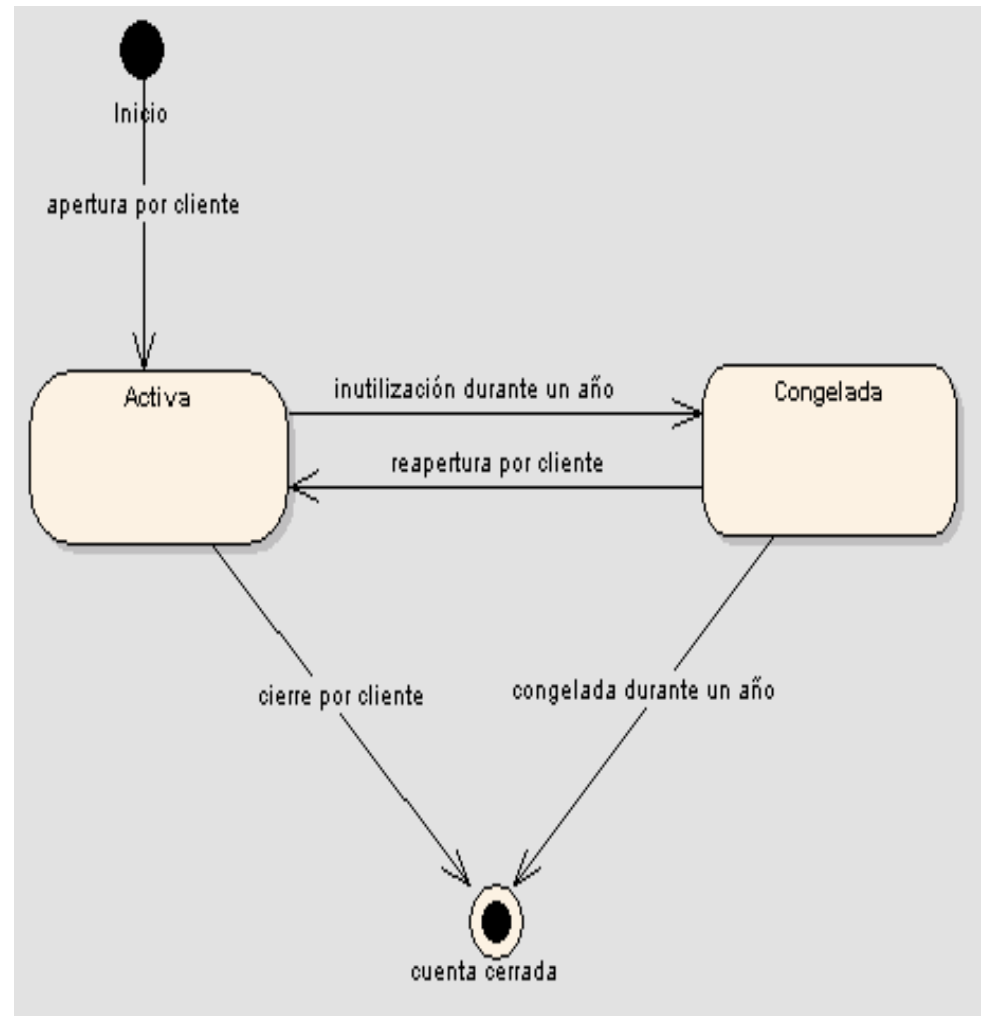 Inicio
apertura por cliente
Activa
inutilización durante un año
Congelada
reapertura por cliente
cierre por cliente
congelada durante un año
cuenta cerrada